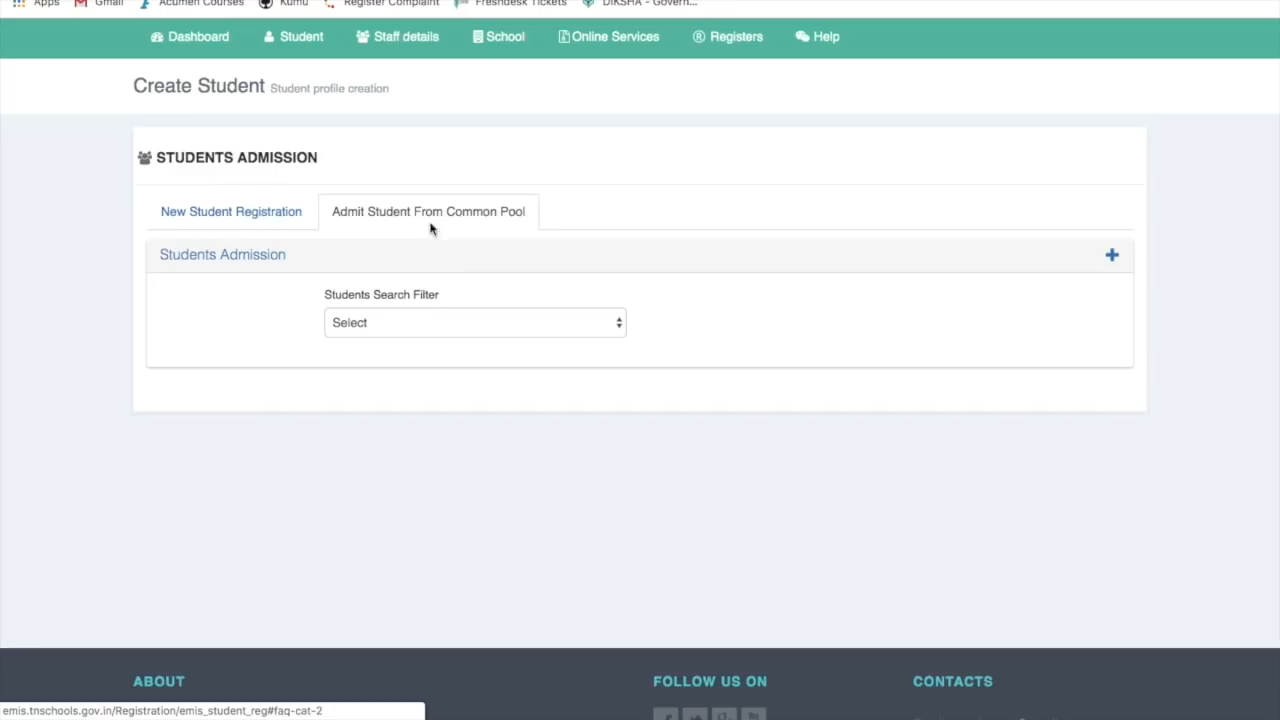 Apps Gmail Acumen Courses Kumu Register Complaint Freshdesk Tickets DIKSHA - Govern...
Dashboard Student Staff details School Online Services Registers Help
Create Student Student profile creation
STUDENTS ADMISSION
New Student Registration Admit Student From Common Pool
Students Admission
Students Search Filter
Select
ABOUT FOLLOW US ON CONTACTS
emis.tnschools.gov.in/Registration/emis_student_reg#faq-cat-2